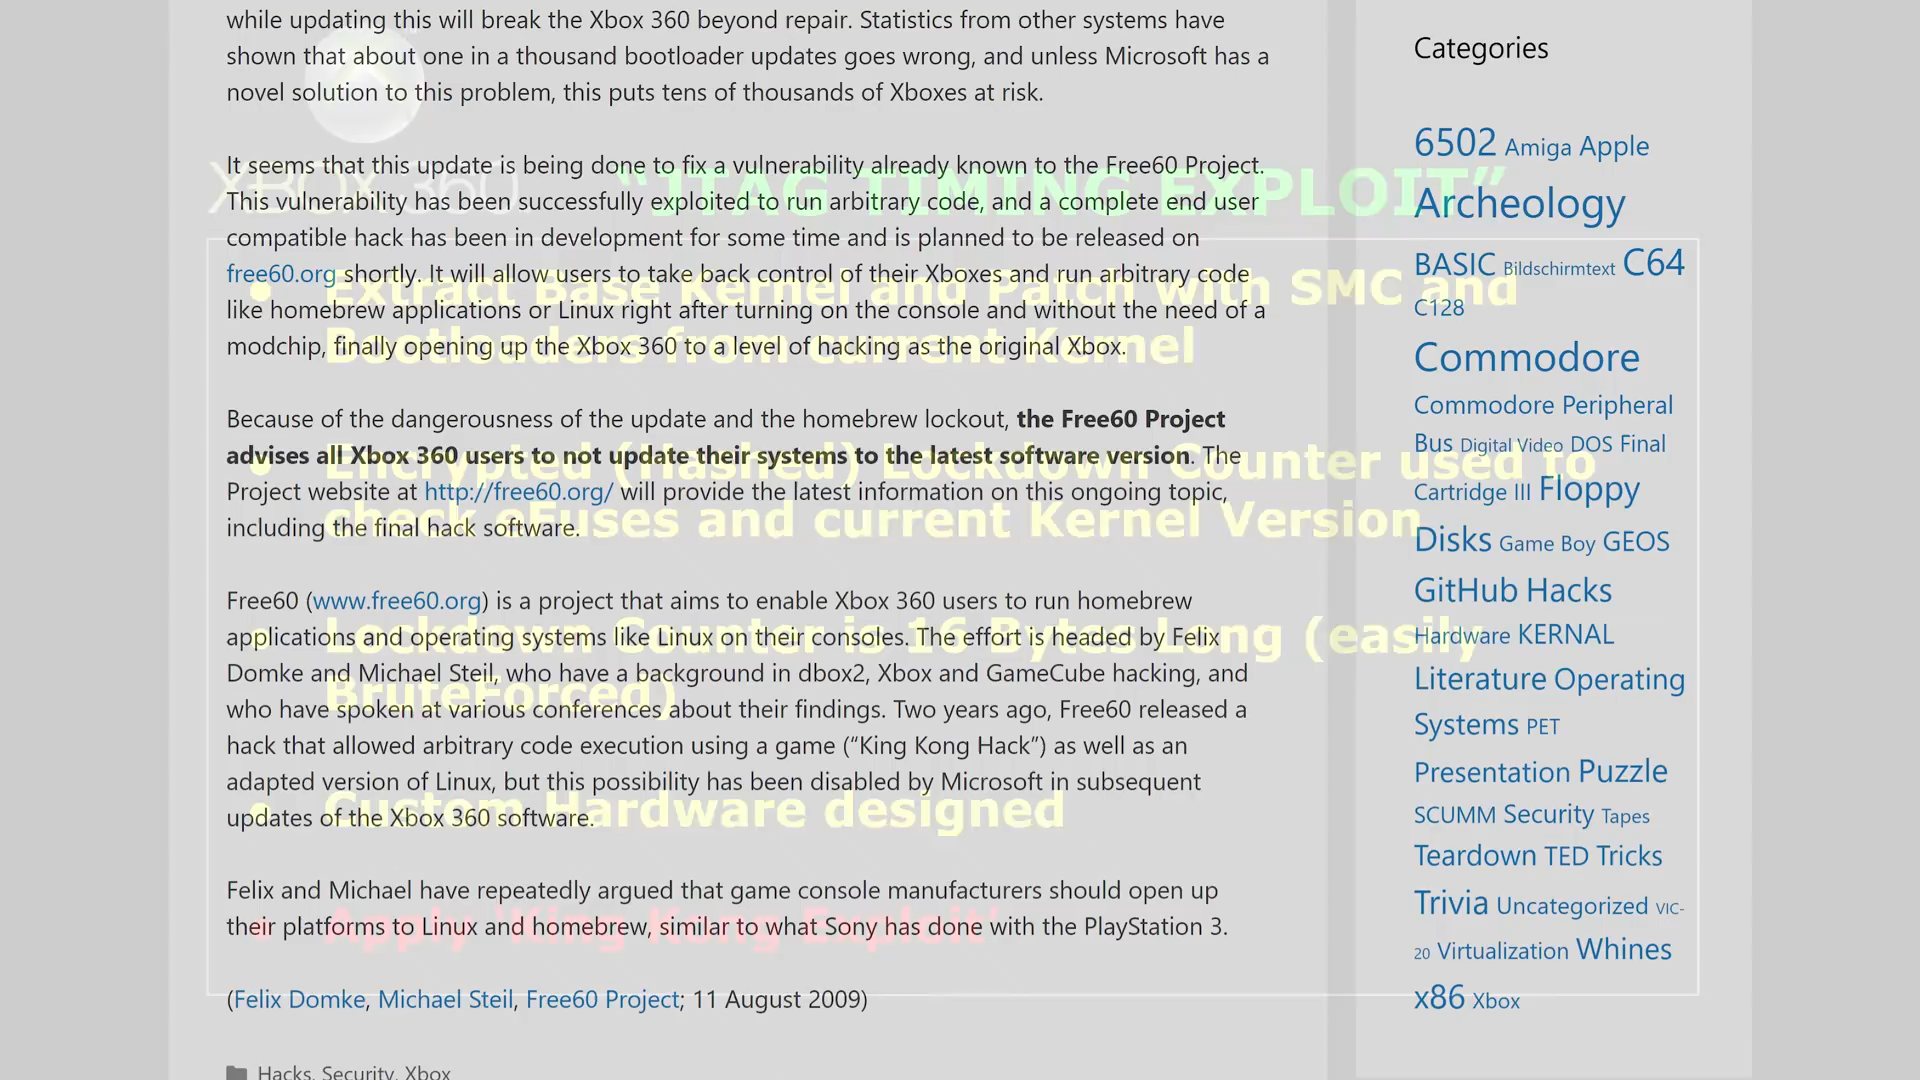 while updating this will break the Xbox 360 beyond repair. Statistics from other systems have
shown that about one in a thousand bootloader updates goes wrong, and unless Microsoft has a
novel solution to this problem, this puts tens of thousands of Xboxes at risk.
It seems that this update is being done to fix a vulnerability already known to the Free60 Project.
This vulnerability has been successfully exploited to run arbitrary code, and a complete end user
compatible hack has been in development for some time and is planned to be released on
free60.org shortly. It will allow users to take back control of their Xboxes and run arbitrary code
like homebrew applications or Linux right after turning on the console and without the need of a
modchip, finally opening up the Xbox 360 to a level of hacking as the original Xbox.
Because of the dangerousness of the update and the homebrew lockout, the Free60 Project
advises all Xbox 360 users to not update their systems to the latest software version. The
Project website at http://free60.org/ will provide the latest information on this ongoing topic,
including the final hack software.
Free60 (www.free60.org) is a project that aims to enable Xbox 360 users to run homebrew
applications and operating systems like Linux on their consoles. The effort is headed by Felix
Domke and Michael Steil, who have a background in dbox2, Xbox and GameCube hacking, and
who have spoken at various conferences about their findings. Two years ago, Free60 released a
hack that allowed arbitrary code execution using a game (“King Kong Hack”) as well as an
adapted version of Linux, but this possibility has been disabled by Microsoft in subsequent
updates of the Xbox 360 software.
Felix and Michael have repeatedly argued that game console manufacturers should open up
their platforms to Linux and homebrew, similar to what Sony has done with the PlayStation 3.
(Felix Domke, Michael Steil, Free60 Project; 11 August 2009)
Hacks, Security, Xbox
Categories
6502 Amiga Apple
Archeology
BASIC Bildschirmtext C64
C128
Commodore
Commodore Peripheral
Bus Digital Video DOS Final
Cartridge III Floppy
Disks Game Boy GEOS
GitHub Hacks
Hardware KERNAL
Literature Operating
Systems PET
Presentation Puzzle
SCUMM Security Tapes
Teardown TED Tricks
Trivia Uncategorized VIC-
20 Virtualization Whines
x86 Xbox
XBOX 360
“JTAG TIMING EXPLOIT”
• Extract Base Kernel and Patch with SMC and
Bootloaders from current Kernel
• Encrypted (Hashed) Lockdown Counter used to
check eFuses and current Kernel Version
• Lockdown Counter is 16 Bytes Long (easily
BruteForced)
• Custom Hardware designed
• Apply ‘King Kong Exploit’